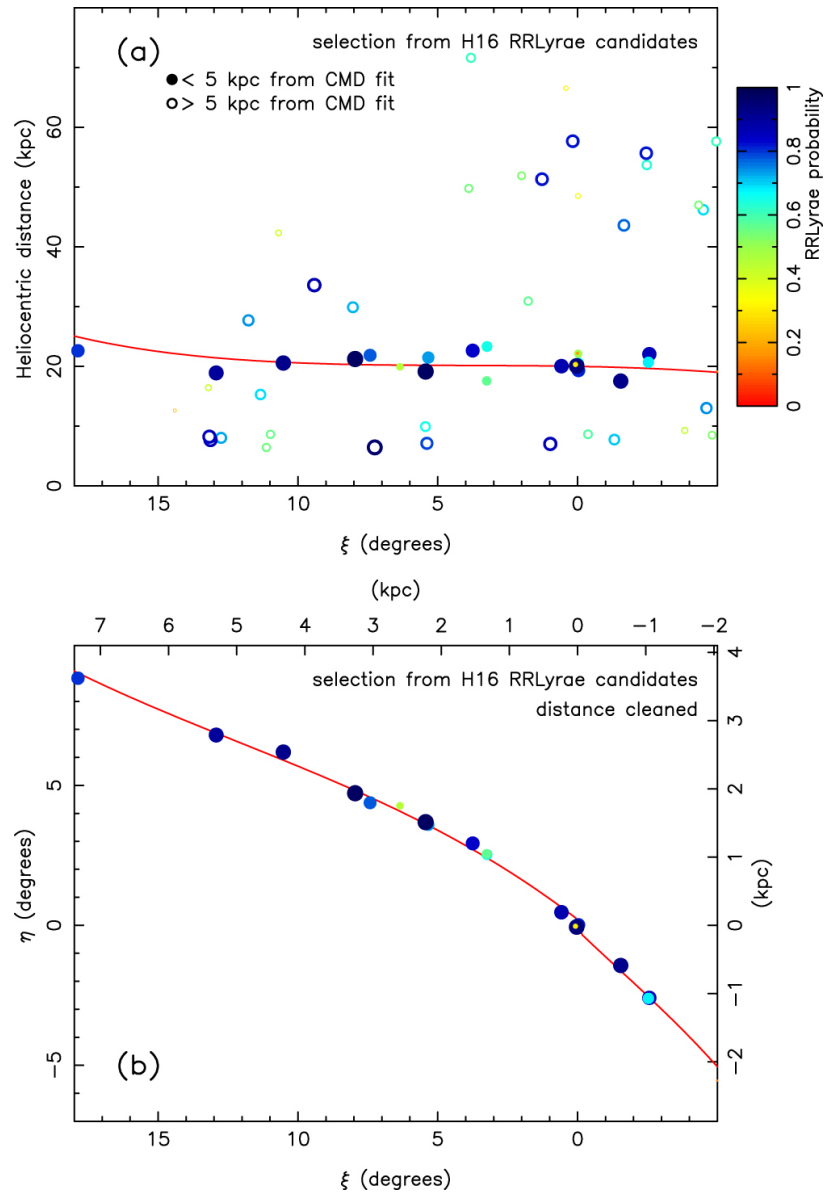 (a)
selection from H16 RRLyrae candidates
< 5 kpc from CMD fit
> 5 kpc from CMD fit
Heliocentric distance (kpc)
0 20 40 60
15 10 5 0
ξ (degrees)
RRLyrae probability
0 0.2 0.4 0.6 0.8 1
(kpc)
7 6 5 4 3 2 1 0 −1 −2
selection from H16 RRLyrae candidates
distance cleaned
η (degrees)
−5 0 5
(kpc)
−2 −1 0 1 2 3 4
(b)
15 10 5 0
ξ (degrees)